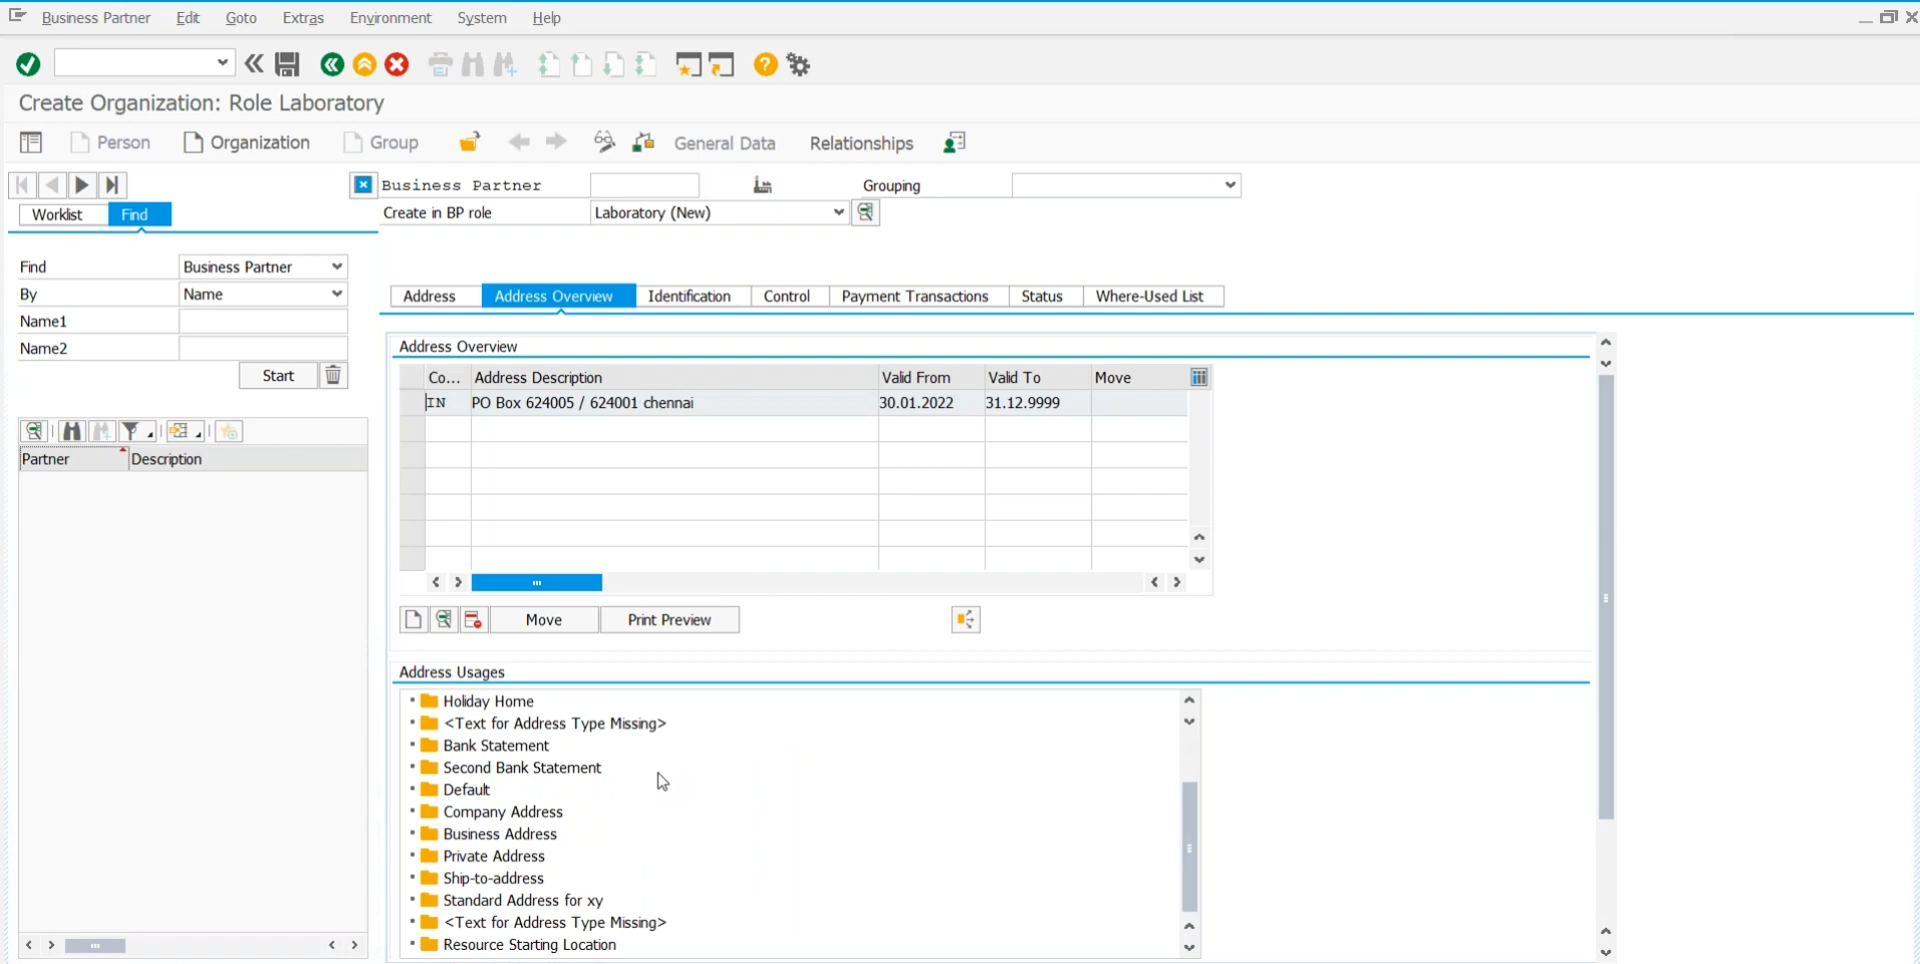 Business Partner Edit Goto Extras Environment System Help
Create Organization: Role Laboratory
Person Organization Group General Data Relationships
Business Partner Grouping
Worklist Find Create in BP role Laboratory (New)
Find Business Partner
By Name
Address Address Overview Identification Control Payment Transactions Status Where-Used List
Name1
Name2
Start
Address Overview
Co... Address Description Valid From Valid To Move
IN PO Box 624005 / 624001 chennai 30.01.2022 31.12.9999
Partner Description
Move Print Preview
Address Usages
Holiday Home
<Text for Address Type Missing>
Bank Statement
Second Bank Statement
Default
Company Address
Business Address
Private Address
Ship-to-address
Standard Address for xy
<Text for Address Type Missing>
Resource Starting Location